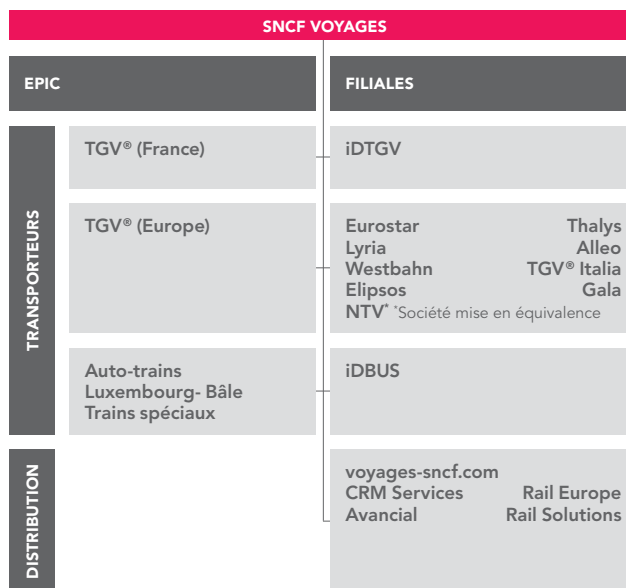 SNCF VOYAGES
EPIC
FILIALES
TRANSPORTEURS
TGV® (France)
iDTGV
TGV® (Europe)
Eurostar Thalys
Lyria Alleo
Westbahn TGV® Italia
Elipsos Gala
NTV* *Société mise en équivalence
Auto-trains
Luxembourg- Bâle
Trains spéciaux
iDBUS
DISTRIBUTION
voyages-sncf.com
CRM Services Rail Europe
Avancial Rail Solutions